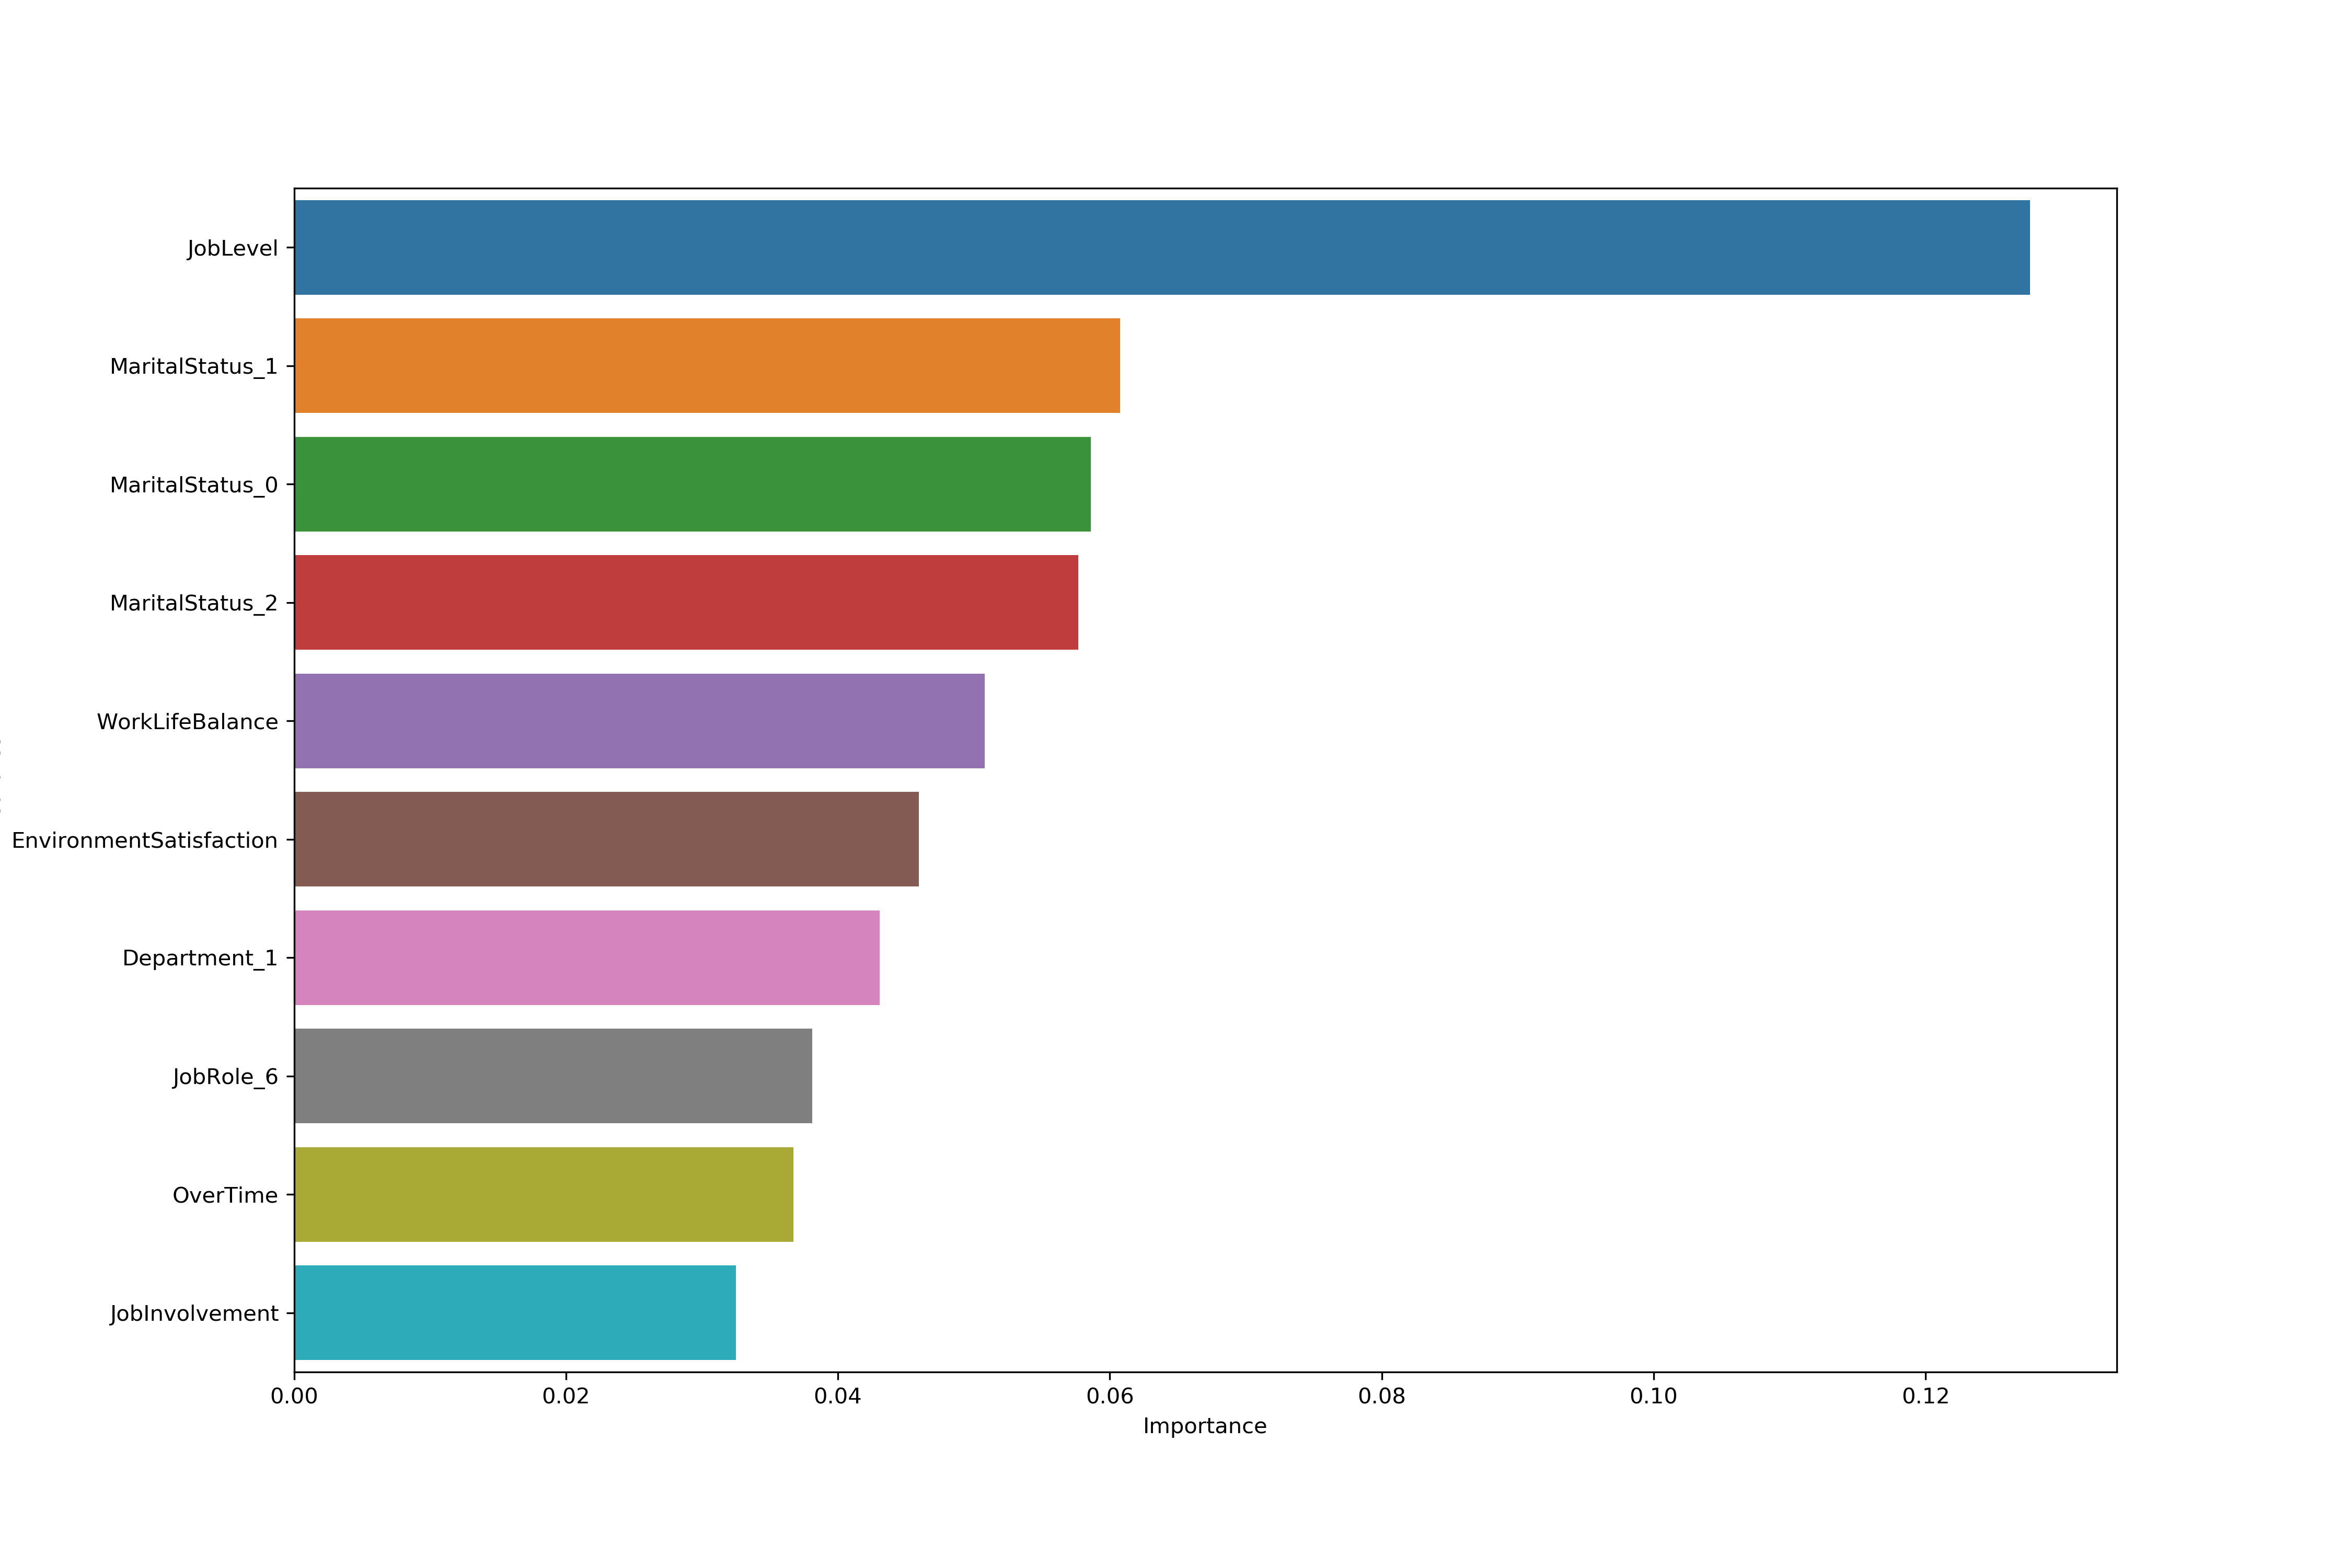 JobLevel
MaritalStatus_1
MaritalStatus_0
MaritalStatus_2
WorkLifeBalance
EnvironmentSatisfaction
Department_1
JobRole_6
OverTime
JobInvolvement
0.00 0.02 0.04 0.06 0.08 0.10 0.12
Importance